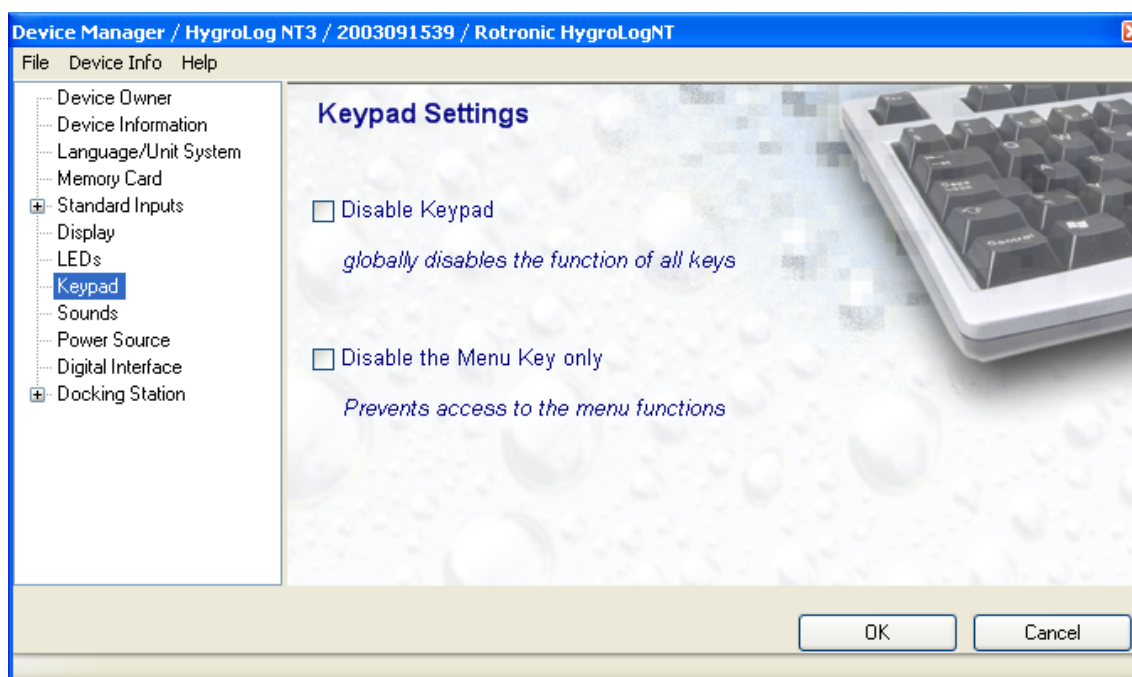 Device Manager / HygroLog NT3 / 2003091539 / Rotronic HygroLogNT
File Device Info Help
Device Owner
Device Information
Language/Unit System
Memory Card
Standard Inputs
Display
LEDs
Keypad
Sounds
Power Source
Digital Interface
Docking Station
Keypad Settings
Disable Keypad
globally disables the function of all keys
Disable the Menu Key only
Prevents access to the menu functions
Control
OK Cancel